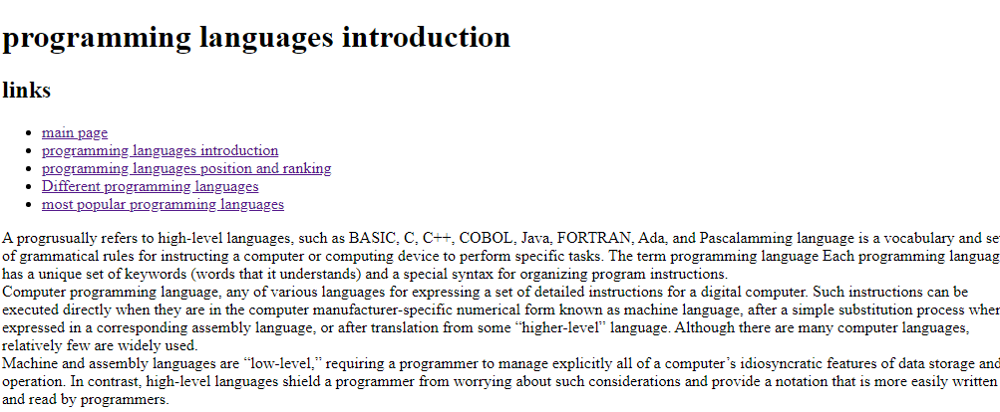 programming languages introduction
links
main page
programming languages introduction
programming languages position and ranking
Different programming languages
most popular programming languages
A progrusually refers to high-level languages, such as BASIC, C, C++, COBOL, Java, FORTRAN, Ada, and Pascalamming language is a vocabulary and se
of grammatical rules for instructing a computer or computing device to perform specific tasks. The term programming language Each programming languag
has a unique set of keywords (words that it understands) and a special syntax for organizing program instructions.
Computer programming language, any of various languages for expressing a set of detailed instructions for a digital computer. Such instructions can be
executed directly when they are in the computer manufacturer-specific numerical form known as machine language, after a simple substitution process wher
expressed in a corresponding assembly language, or after translation from some “higher-level” language. Although there are many computer languages,
relatively few are widely used.
Machine and assembly languages are “low-level,” requiring a programmer to manage explicitly all of a computer’s idiosyncratic features of data storage and
operation. In contrast, high-level languages shield a programmer from worrying about such considerations and provide a notation that is more easily written
and read by programmers.